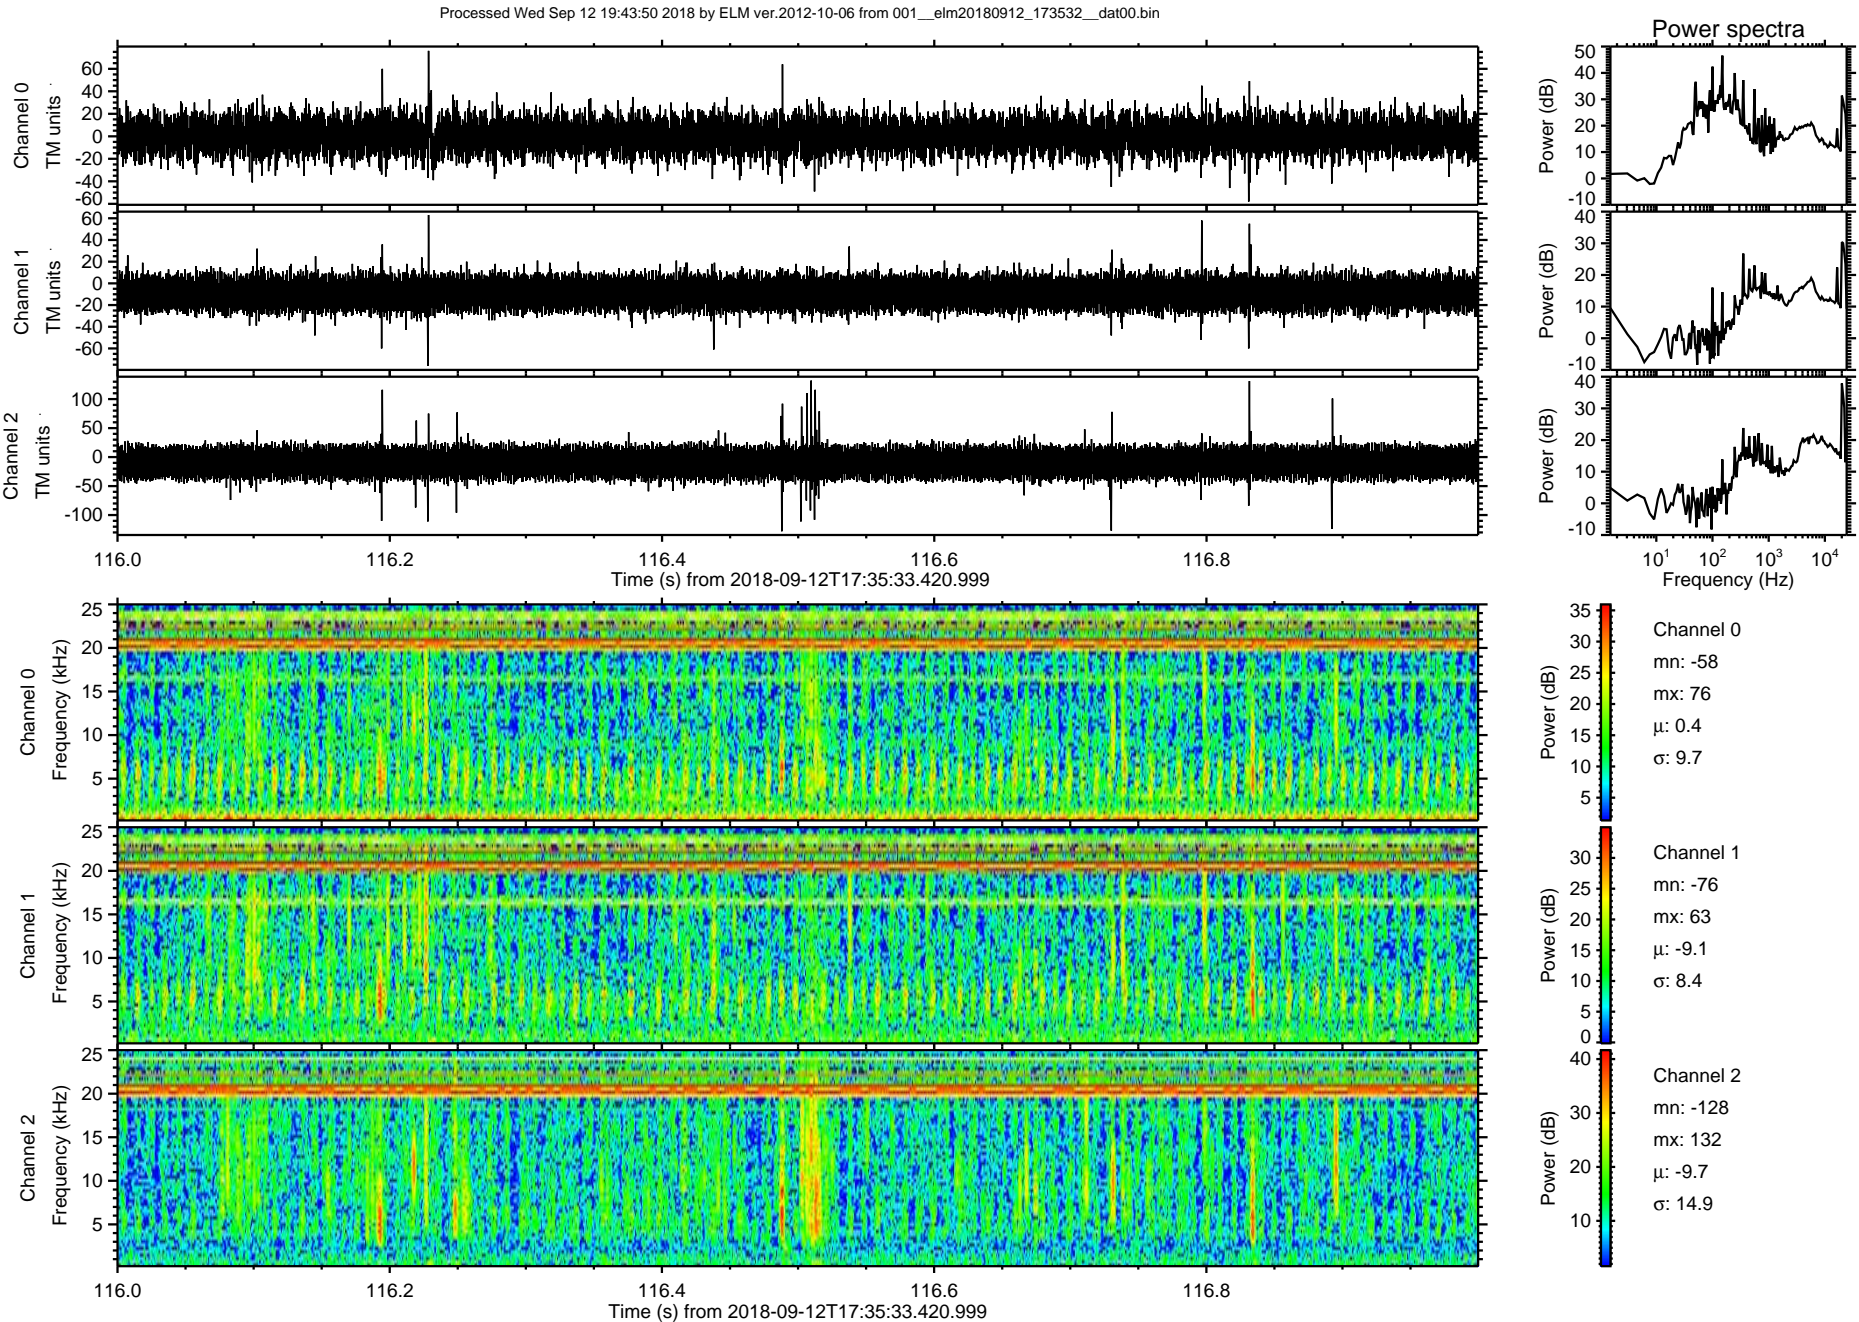 Processed Wed Sep 12 19:43:50 2018 by ELM ver.2012-10-06 from 001__elm20180912_173532__dat00.bin
Power spectra
Channel 0
TM units
60
40
20
0
-20
-40
-60
Power (dB)
50
40
30
20
10
0
-10
Channel 1
TM units
60
40
20
0
-20
-40
-60
Power (dB)
40
30
20
10
0
-10
Channel 2
TM units
100
50
0
-50
-100
Power (dB)
40
30
20
10
0
-10
116.0 116.2 116.4 116.6 116.8
Time (s) from 2018-09-12T17:35:33.420.999
10^1 10^2 10^3 10^4
Frequency (Hz)
Channel 0
Frequency (kHz)
25
20
15
10
5
Power (dB)
35
30
25
20
15
10
5
Channel 0
mn: -58
mx: 76
μ: 0.4
σ: 9.7
Channel 1
Frequency (kHz)
25
20
15
10
5
Power (dB)
30
25
20
15
10
5
0
Channel 1
mn: -76
mx: 63
μ: -9.1
σ: 8.4
Channel 2
Frequency (kHz)
25
20
15
10
5
Power (dB)
40
30
20
10
Channel 2
mn: -128
mx: 132
μ: -9.7
σ: 14.9
116.0 116.2 116.4 116.6 116.8
Time (s) from 2018-09-12T17:35:33.420.999